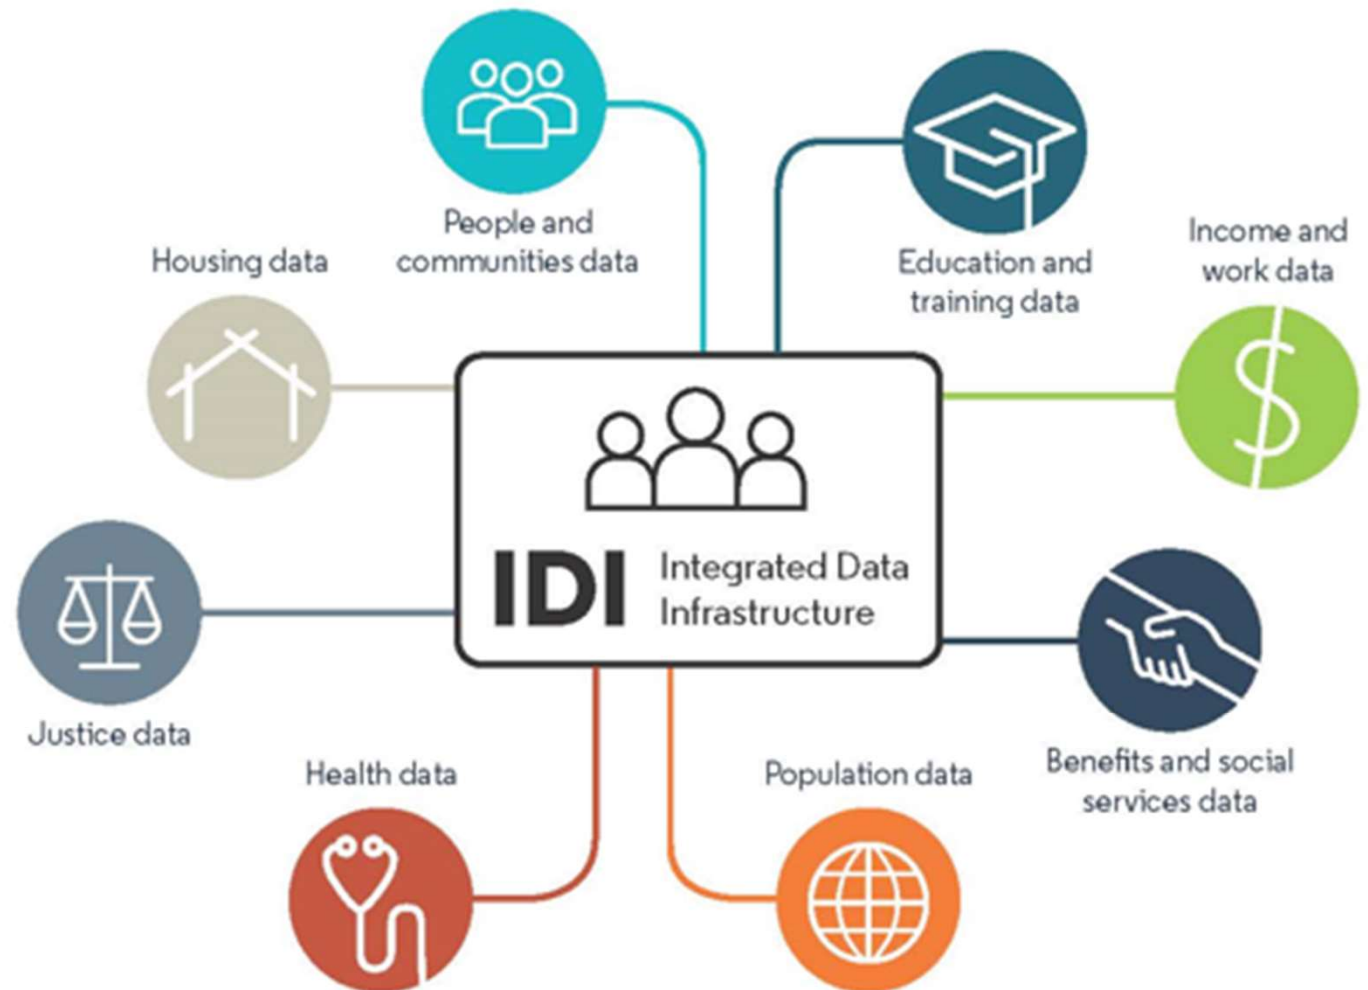 People and
communities data
Education and
training data
Income and
work data
Housing data
IDI
Integrated Data
Infrastructure
Justice data
Benefits and social
services data
Health data
Population data